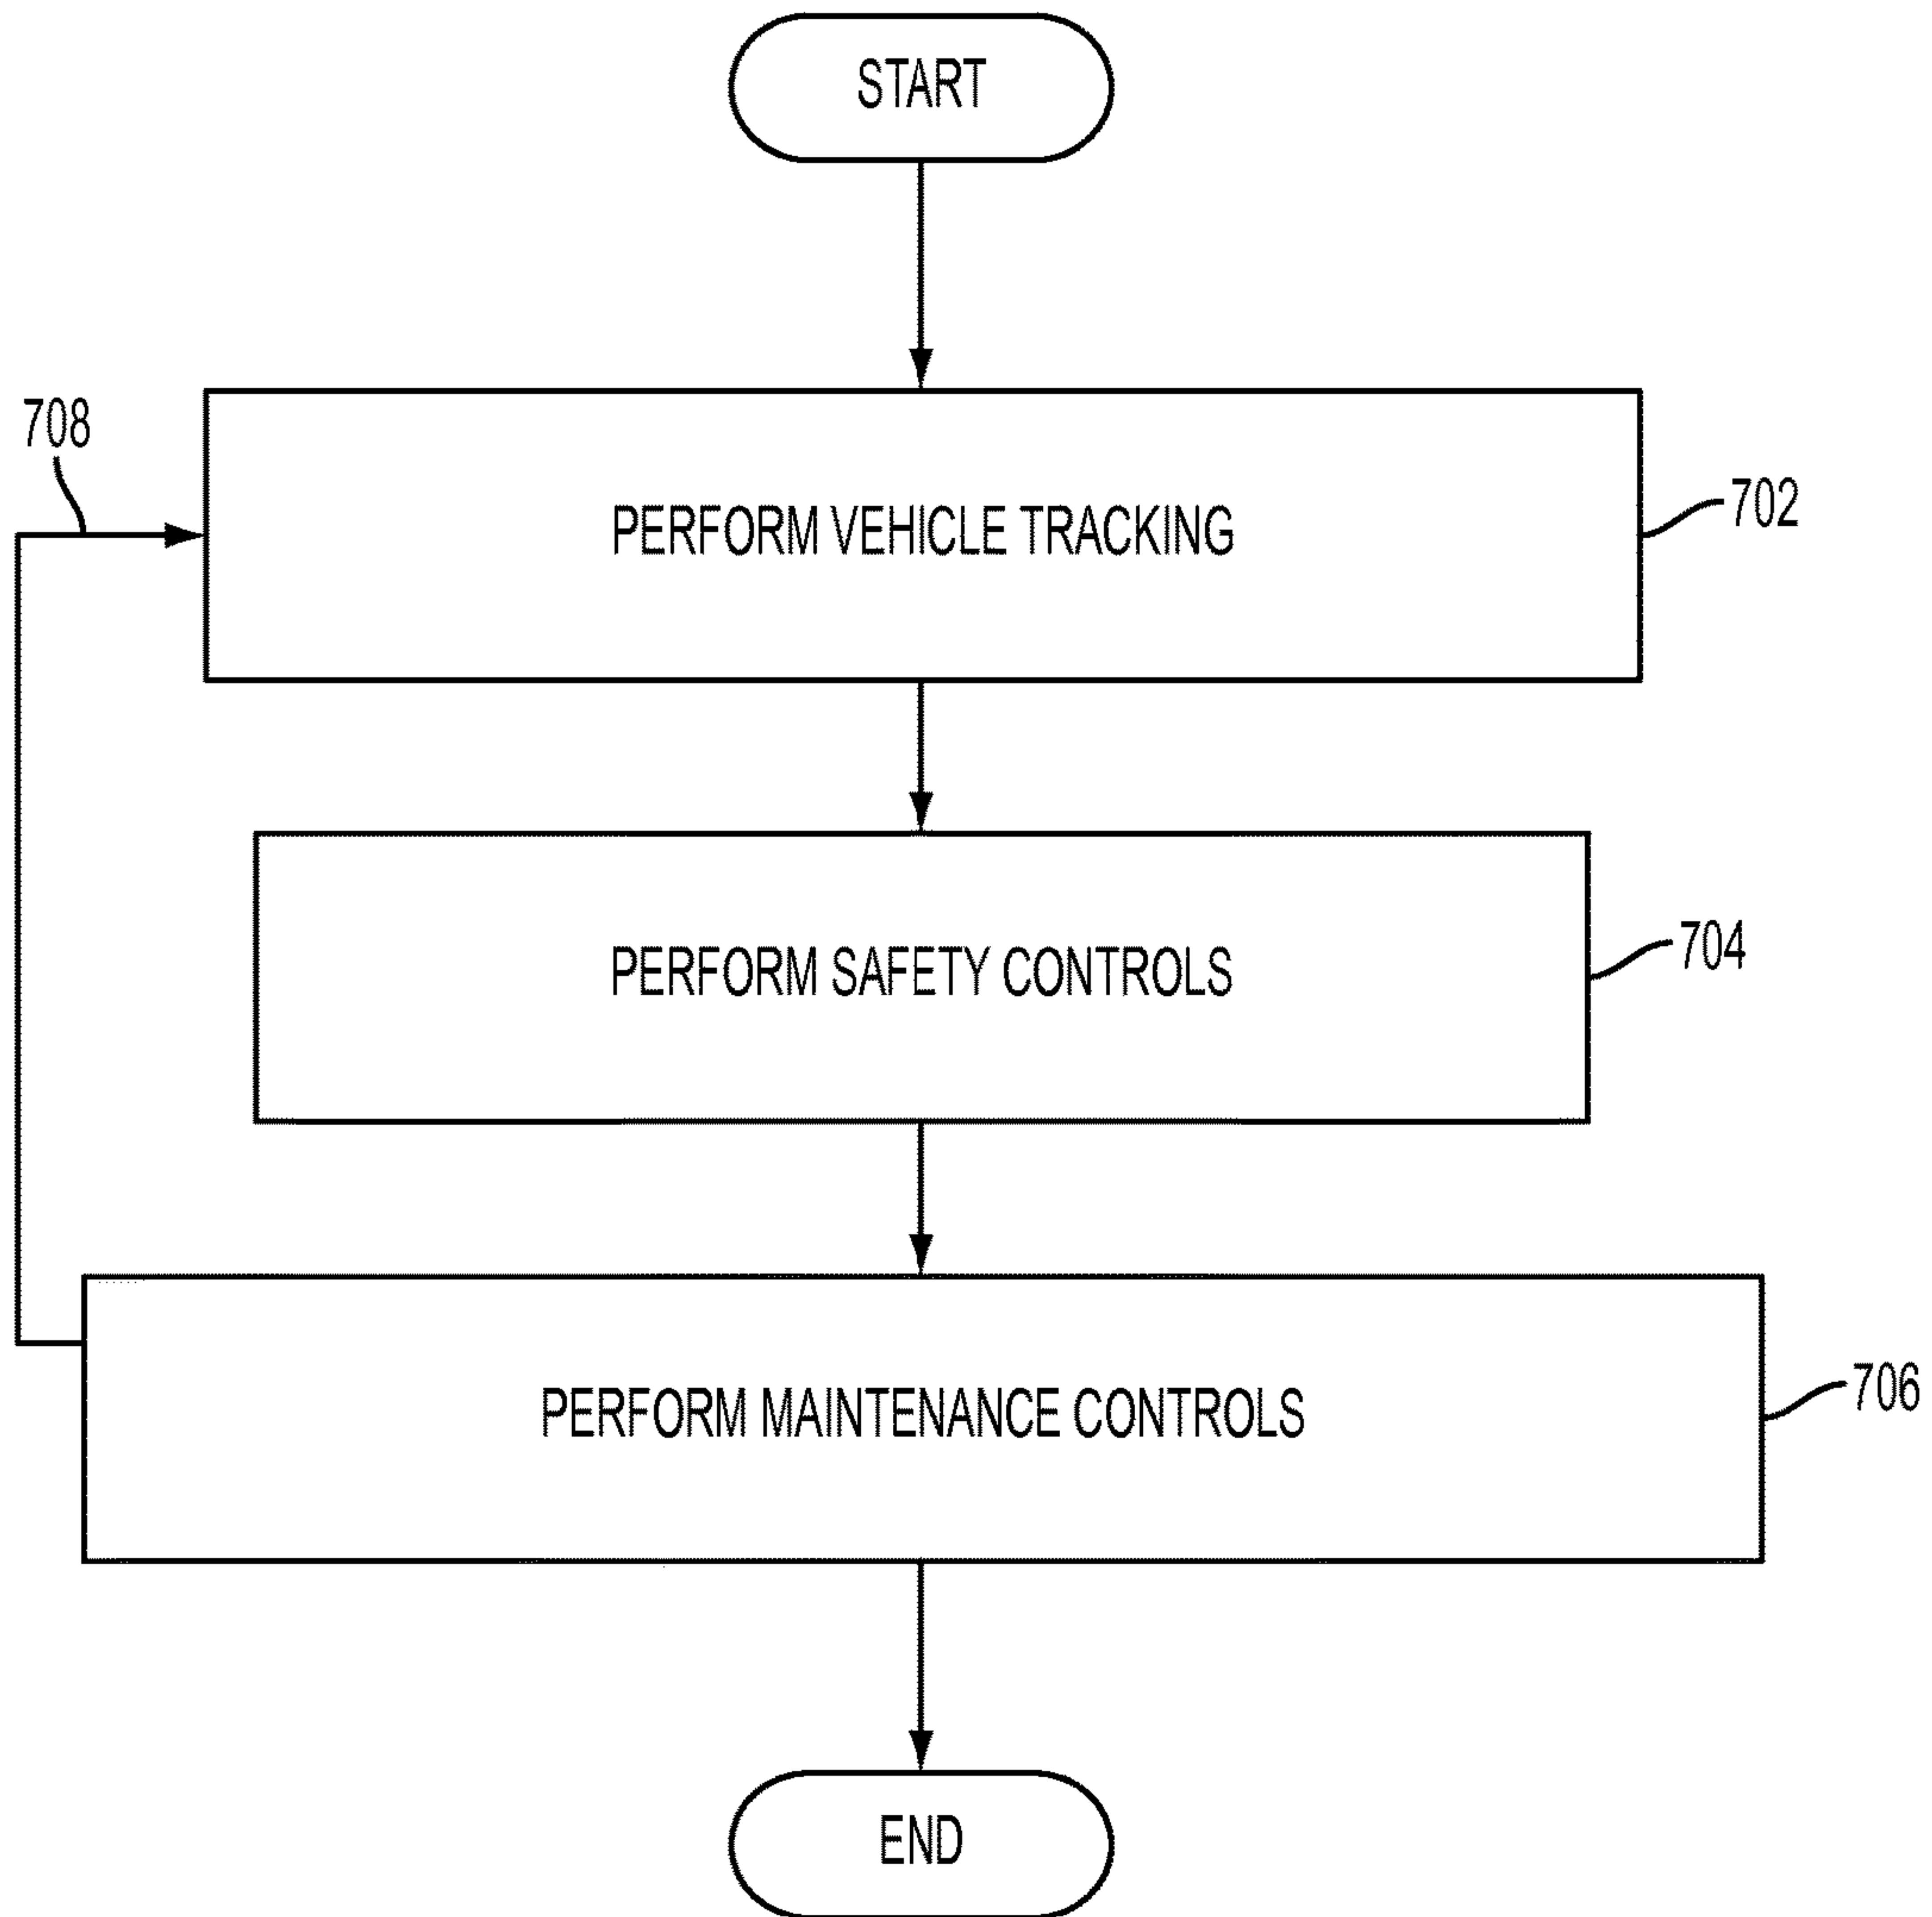 START
708
PERFORM VEHICLE TRACKING
702
PERFORM SAFETY CONTROLS
704
PERFORM MAINTENANCE CONTROLS
706
END